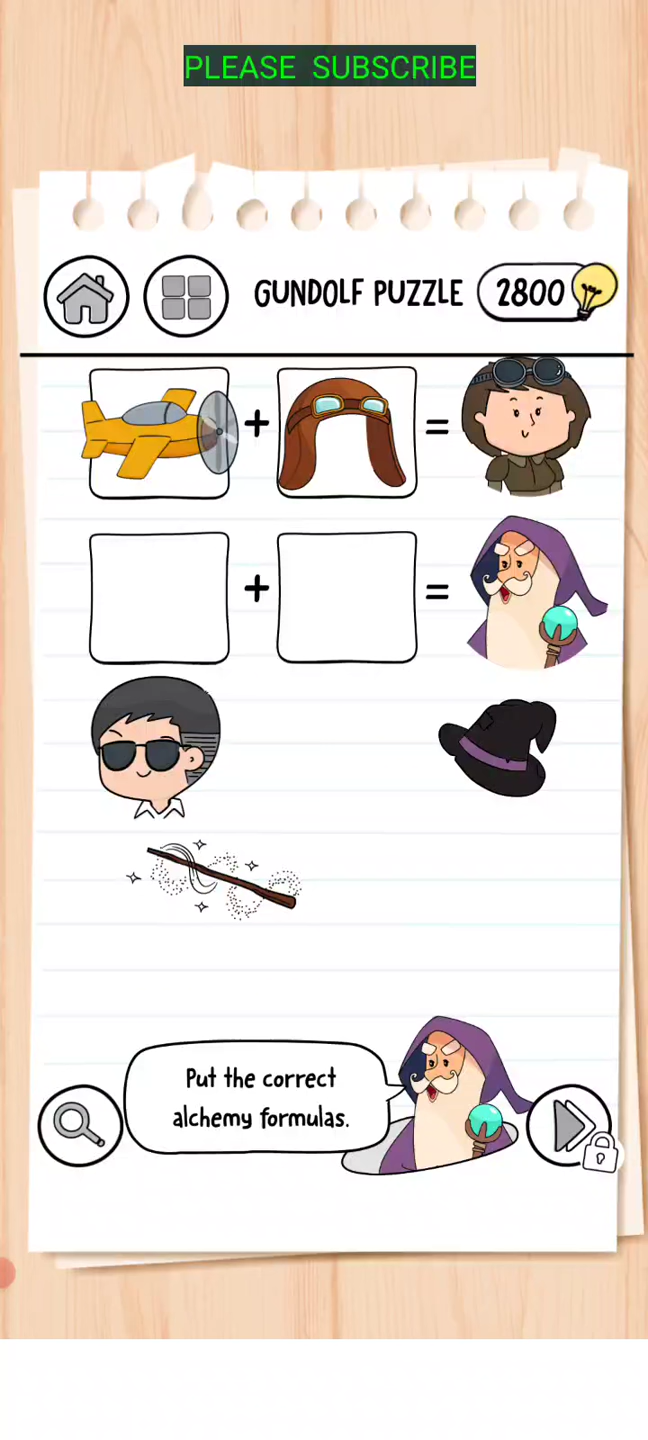 PLEASE SUBSCRIBE
GUNDOLF PUZZLE 2800
+ =
+ =
Put the correct
alchemy formulas.